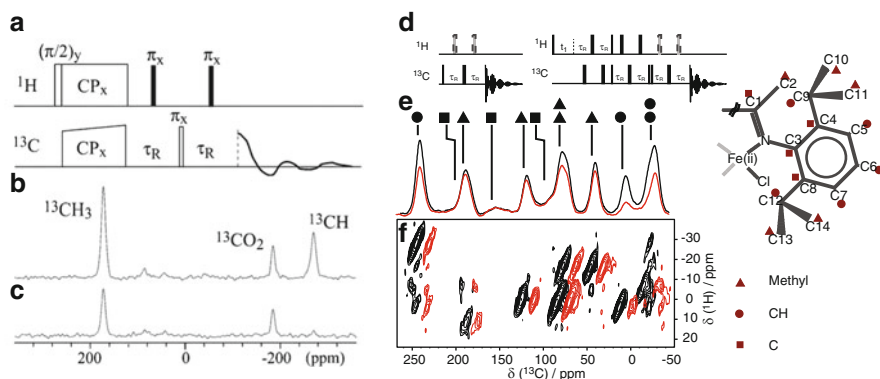 a
(π/2)y
πx
πx
¹H
CPx
πx
¹³C
CPx
τR
τR
b
¹³CH₃
¹³CO₂
¹³CH
c
200
0
-200
(ppm)
d
¹H
¹H
t₁
τR
τR
¹³C
τR
τR
¹³C
τR
τR
τR
τR
e
f
-30
-20
-10
0
10
20
δ (¹H) / ppm
250
200
150
100
50
0
-50
δ (¹³C) / ppm
C10
C2
C11
C1
C9
C4
N
C3
C5
Fe(ii)
C6
Cl
C8
C7
C12
C14
C13
Methyl
CH
C